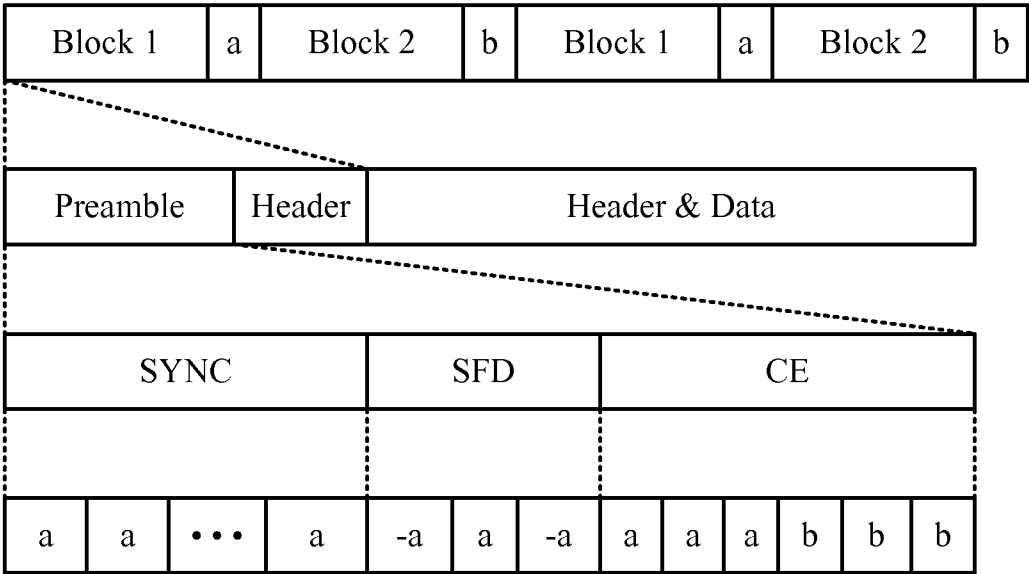 Block 1 a Block 2 b Block 1 a Block 2 b
Preamble Header Header & Data
SYNC SFD CE
a a ••• a -a a -a a a a b b b